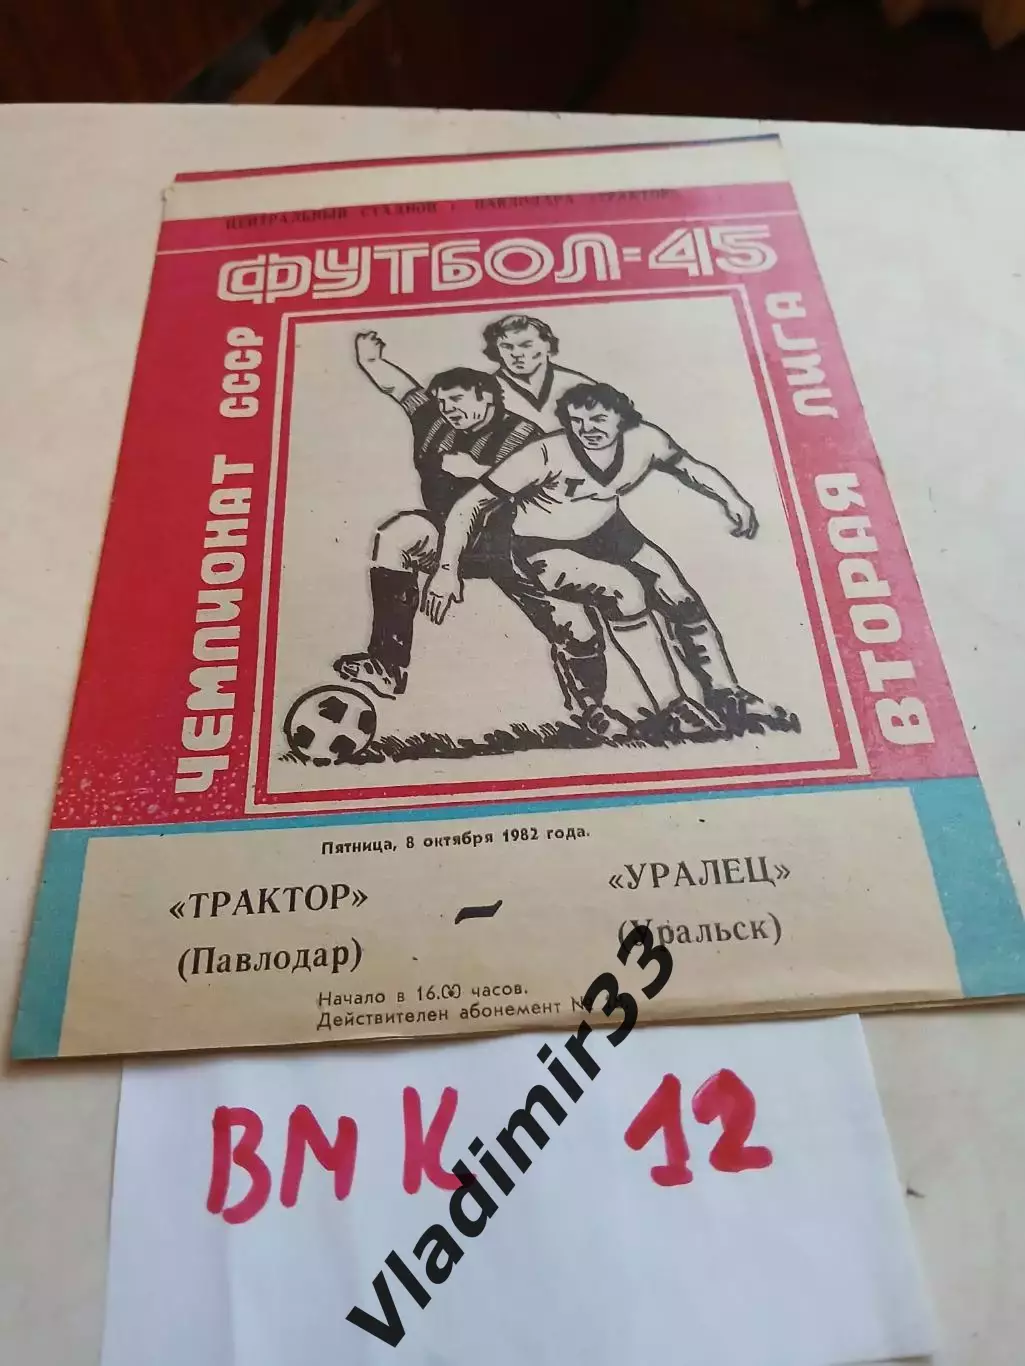 ЦЕНТРАЛЬНЫЙ СТАДИОН г. ПАВЛОДАРА «ТРАКТОР»
ФУТБОЛ-45
ЧЕМПИОНАТ СССР
ВТОРАЯ ЛИГА
Т
Пятница, 8 октября 1982 года.
«ТРАКТОР» — «УРАЛЕЦ»
(Павлодар) (Уральск)
Начало в 16.00 часов.
Действителен абонемент №
Vladimir33
ВМК 12